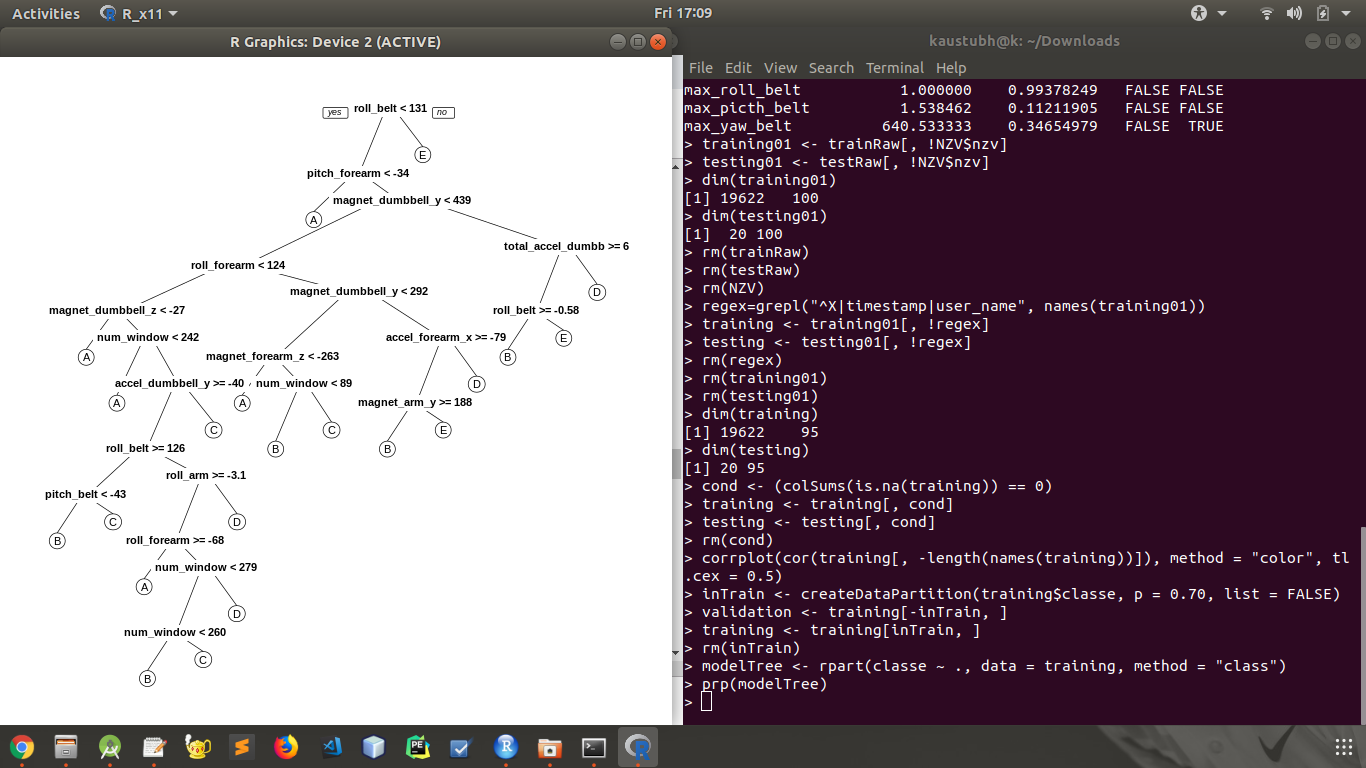 Activities
R_x11
Fri 17:09
R Graphics: Device 2 (ACTIVE)
yes
roll_belt < 131
no
E
pitch_forearm < -34
A
magnet_dumbbell_y < 439
total_accel_dumbb >= 6
roll_forearm < 124
magnet_dumbbell_y < 292
D
magnet_dumbbell_z < -27
roll_belt >= -0.58
num_window < 242
accel_forearm_x >= -79
E
A
magnet_forearm_z < -263
B
accel_dumbbell_y >= -40
num_window < 89
D
A
A
magnet_arm_y >= 188
C
C
E
roll_belt >= 126
B
B
roll_arm >= -3.1
pitch_belt < -43
C
D
B
roll_forearm >= -68
num_window < 279
A
D
num_window < 260
C
B
kaustubh@k: ~/Downloads
File Edit View Search Terminal Help
max_roll_belt 1.000000 0.99378249 FALSE FALSE
max_picth_belt 1.538462 0.11211905 FALSE FALSE
max_yaw_belt 640.533333 0.34654979 FALSE TRUE
> training01 <- trainRaw[, !NZV$nzv]
> testing01 <- testRaw[, !NZV$nzv]
> dim(training01)
[1] 19622 100
> dim(testing01)
[1] 20 100
> rm(trainRaw)
> rm(testRaw)
> rm(NZV)
> regex=grepl("^X|timestamp|user_name", names(training01))
> training <- training01[, !regex]
> testing <- testing01[, !regex]
> rm(regex)
> rm(training01)
> rm(testing01)
> dim(training)
[1] 19622 95
> dim(testing)
[1] 20 95
> cond <- (colSums(is.na(training)) == 0)
> training <- training[, cond]
> testing <- testing[, cond]
> rm(cond)
> corrplot(cor(training[, -length(names(training))]), method = "color", tl
.cex = 0.5)
> inTrain <- createDataPartition(training$classe, p = 0.70, list = FALSE)
> validation <- training[-inTrain, ]
> training <- training[inTrain, ]
> rm(inTrain)
> modelTree <- rpart(classe ~ ., data = training, method = "class")
> prp(modelTree)
>